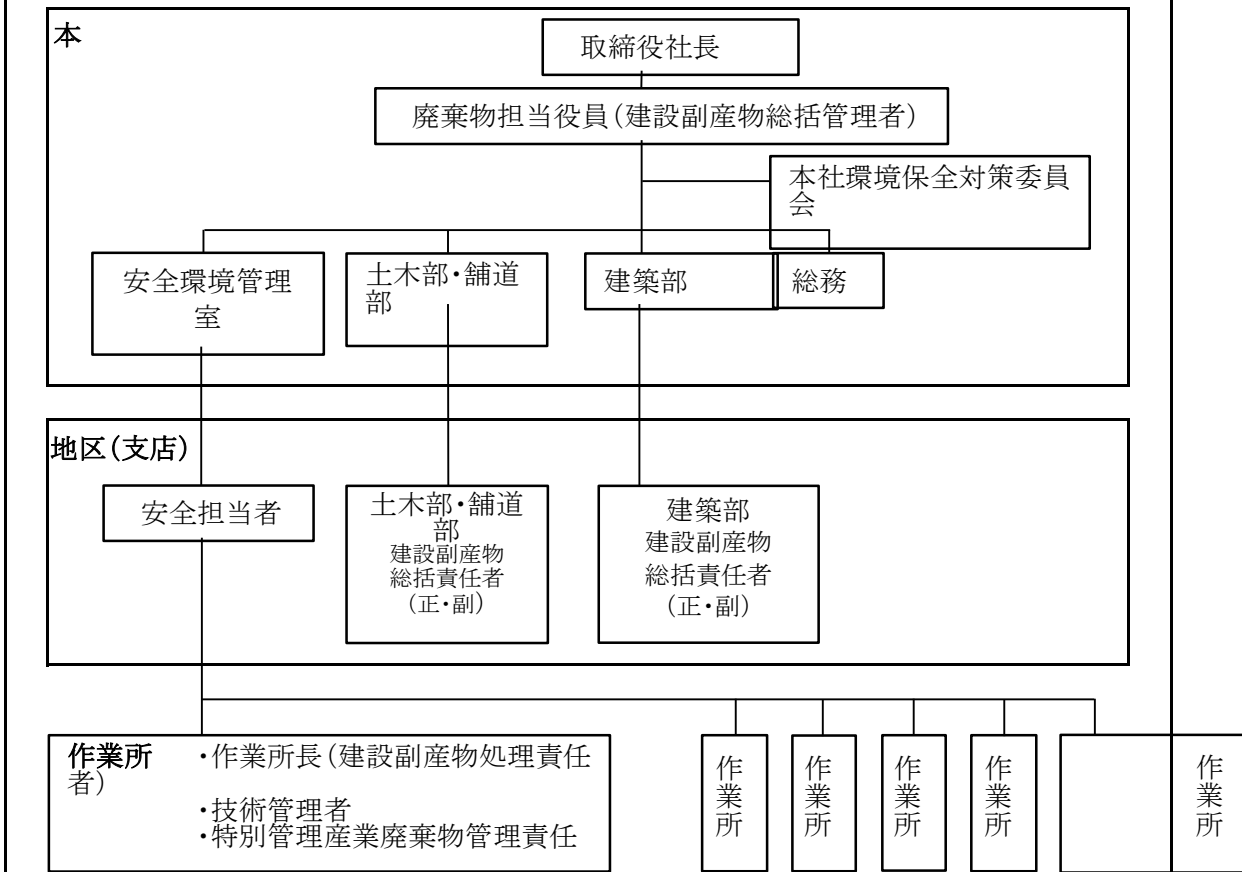 本
取締役社長
廃棄物担当役員(建設副産物総括管理者)
本社環境保全対策委員
会
安全環境管理
室
土木部・舗道
部
建築部
総務
地区(支店)
安全担当者
土木部・舗道
部
建設副産物
総括責任者
(正・副)
建築部
建設副産物
総括責任者
(正・副)
作業所 ・作業所長(建設副産物処理責任
者)
・技術管理者
・特別管理産業廃棄物管理責任
作業所
作業所
作業所
作業所
作業所